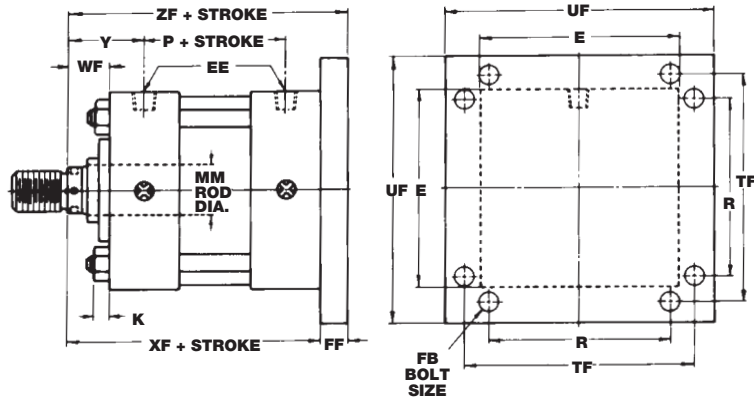 ZF + STROKE
Y
P + STROKE
WF
EE
MM
ROD
DIA.
K
XF + STROKE
FF
UF
E
UF
E
R
TF
FB
BOLT
SIZE
R
TF